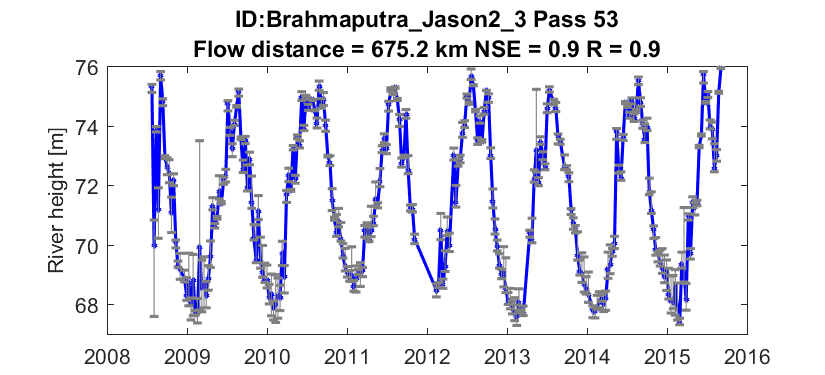 ID:Brahmaputra_Jason2_3 Pass 53
Flow distance = 675.2 km NSE = 0.9 R = 0.9
River height [m]
76
74
72
70
68
2008 2009 2010 2011 2012 2013 2014 2015 2016